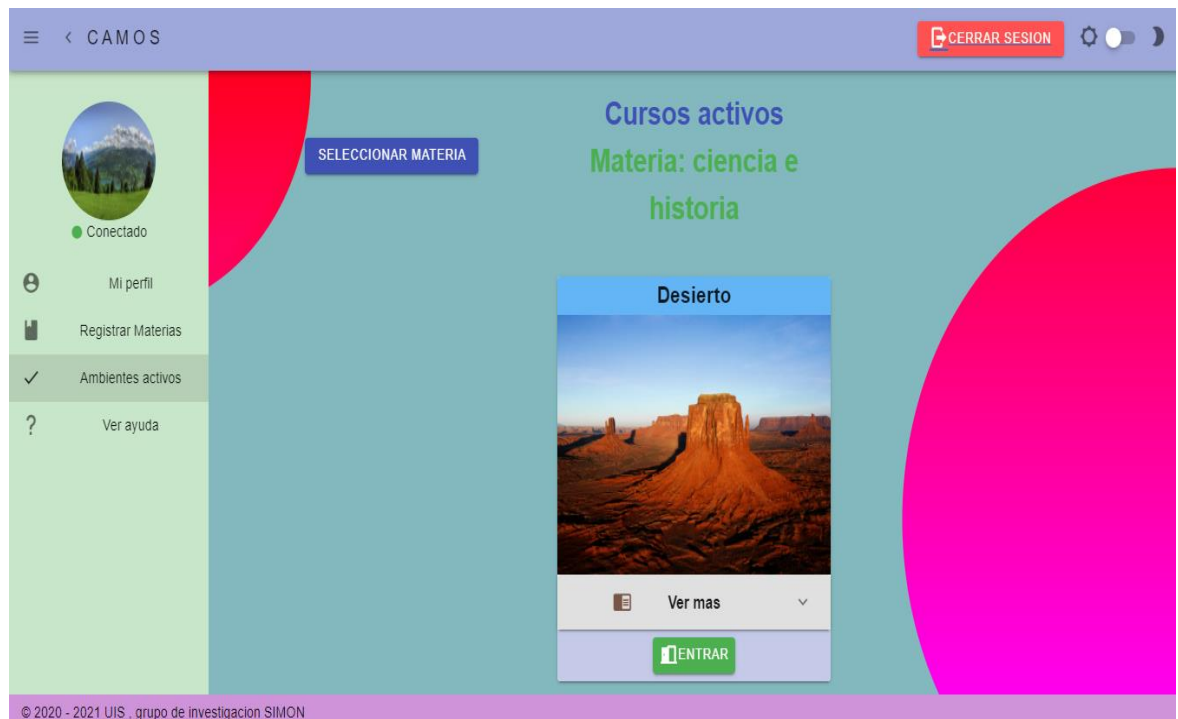 CAMOS
CERRAR SESION
Conectado
Mi perfil
Registrar Materias
Ambientes activos
Ver ayuda
SELECCIONAR MATERIA
Cursos activos
Materia: ciencia e
historia
Desierto
Ver mas
ENTRAR
© 2020 - 2021 UIS , grupo de investigacion SIMON